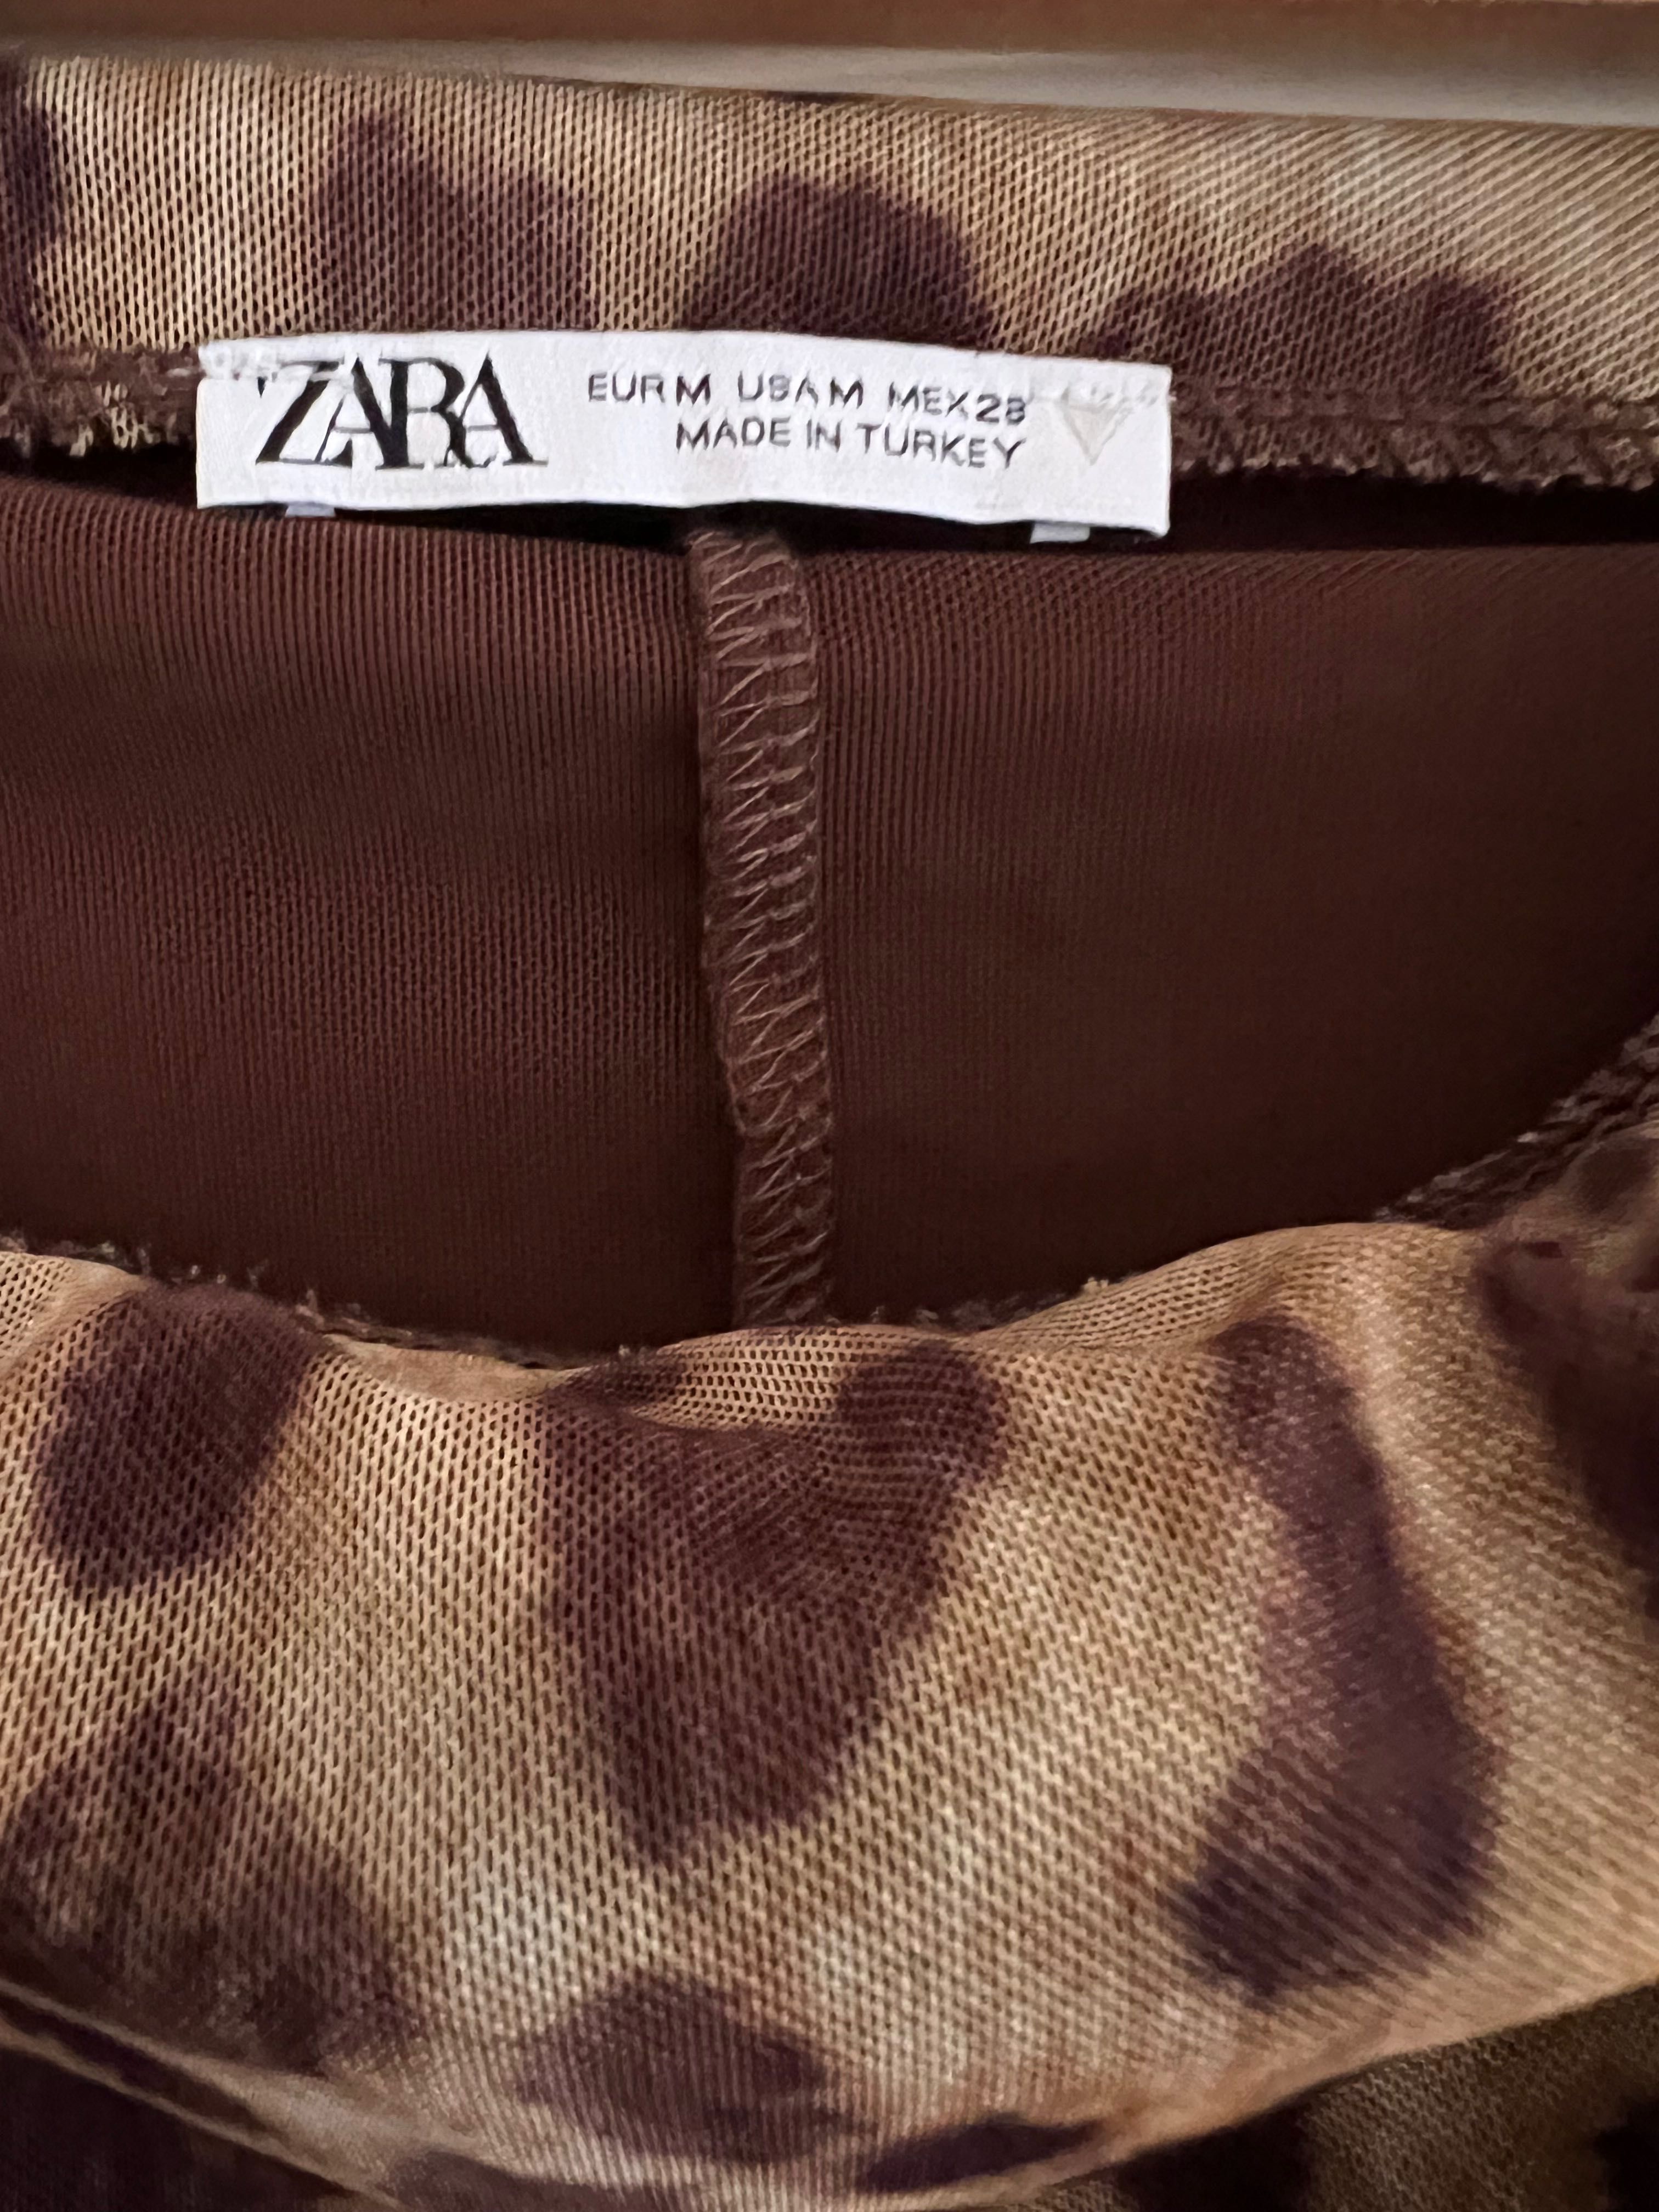 ZARA
EUR M USA M MEX 28
MADE IN TURKEY